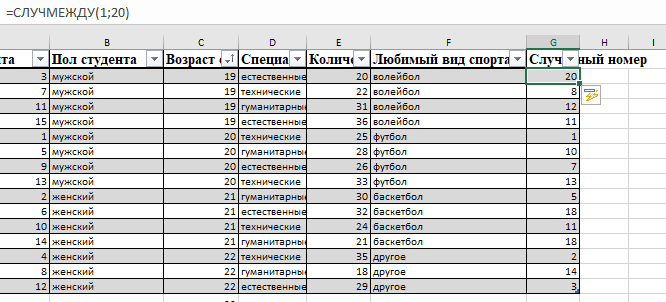 =СЛУЧМЕЖДУ(1;20)
B C D E F G H I
та Пол студента Возраст Специа Количе Любимый вид спорта Случ ный номер
3 мужской 19 естественные 20 волейбол 20
7 мужской 19 технические 22 волейбол 8
11 мужской 19 гуманитарны 31 волейбол 12
15 мужской 19 естественные 36 волейбол 11
1 мужской 20 технические 25 футбол 1
5 мужской 20 гуманитарны 28 футбол 10
9 мужской 20 естественные 26 футбол 7
13 мужской 20 технические 33 футбол 13
2 женский 21 гуманитарны 30 баскетбол 5
6 женский 21 естественные 32 баскетбол 18
10 женский 21 технические 24 баскетбол 11
14 женский 21 гуманитарны 21 баскетбол 18
4 женский 22 технические 35 другое 2
8 женский 22 гуманитарны 18 другое 14
12 женский 22 естественные 29 другое 3